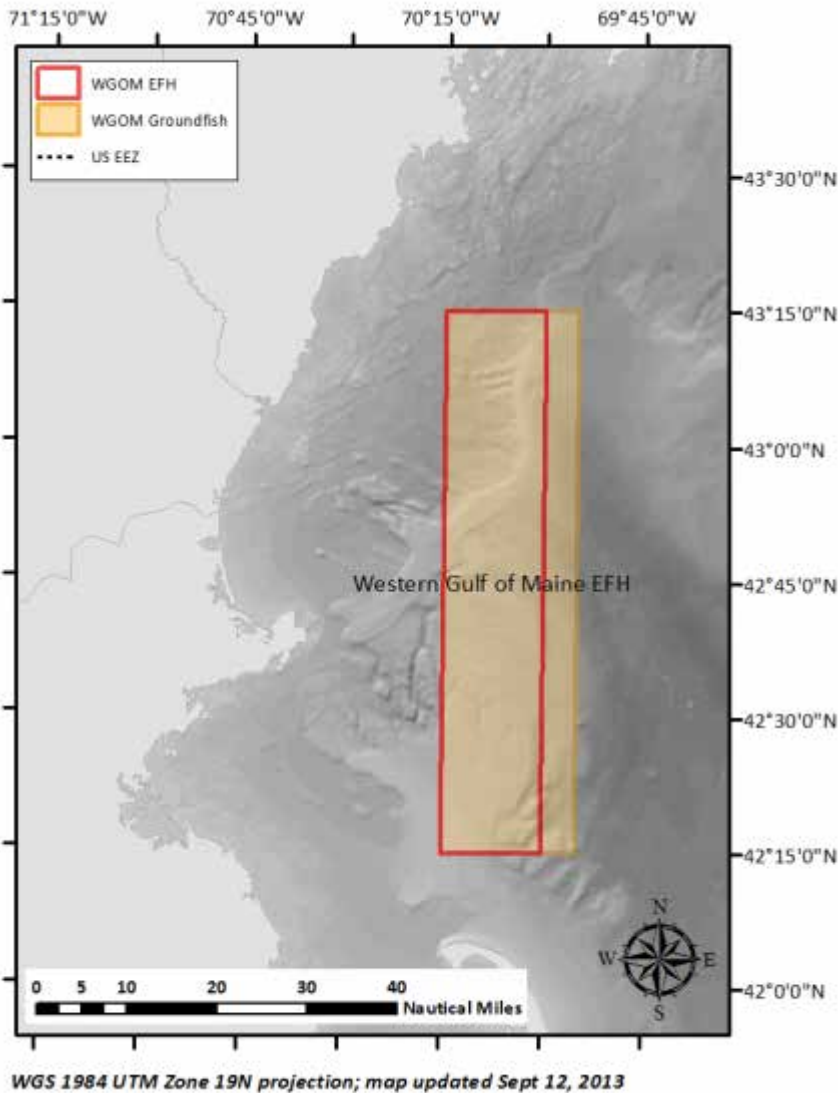 71°15'0"W 70°45'0"W 70°15'0"W 69°45'0"W
WGOM EFH
WGOM Groundfish
US EEZ
43°30'0"N
43°15'0"N
43°0'0"N
Western Gulf of Maine EFH
42°45'0"N
42°30'0"N
42°15'0"N
N
W E
S
42°0'0"N
0 5 10 20 30 40
Nautical Miles
WGS 1984 UTM Zone 19N projection; map updated Sept 12, 2013